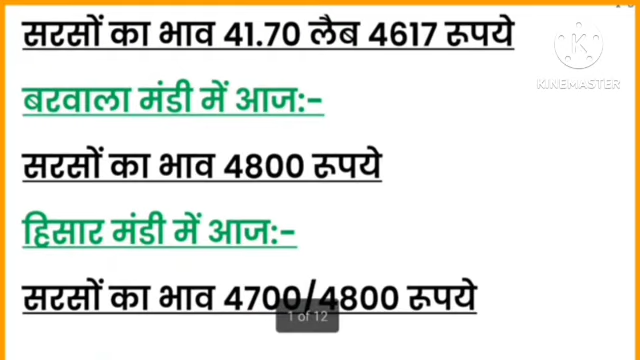 सरसों का भाव 41.70 लैब 4617 रूपये
KINEMASTER
बरवाला मंडी में आज:-
सरसों का भाव 4800 रूपये
हिसार मंडी में आज:-
सरसों का भाव 4700/4800 रूपये
1 of 12